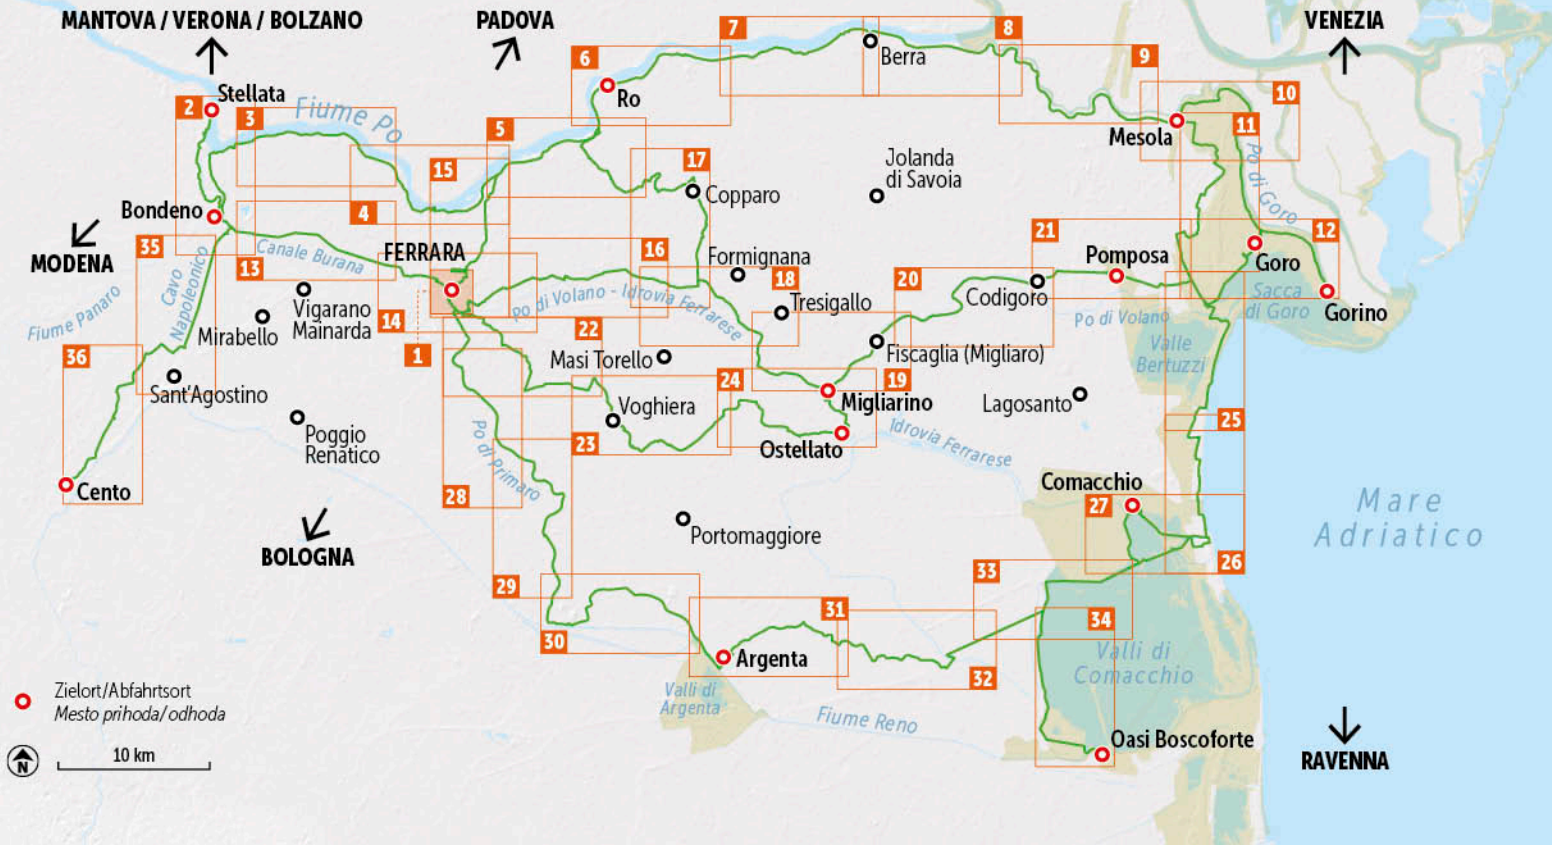 MANTOVA / VERONA / BOLZANO
PADOVA
VENEZIA
7
8
9
6
Berra
Stellata
2
3
Fiume Po
Ro
10
5
11
Mesola
15
17
Jolanda
di Savoia
Po di Goro
Copparo
Bondeno
4
MODENA
35
Canale Burana
FERRARA
16
Formignana
21
Pomposa
12
Goro
13
Cavo
Napoleonico
18
20
Codigoro
Sacca
di Goro
Gorino
Fiume Panaro
Vigarano
Mainarda
Mirabello
14
Po di Volano - Idrovia Ferrarese
Tresigallo
Po di Volano
22
36
1
Masi Torello
Fiscaglia (Migliaro)
Valle
Bertuzzi
Sant'Agostino
24
19
Migliarino
Lagosanto
Voghiera
Poggio
Renatico
Po di Primaro
23
Ostellato
Idrovia Ferrarese
25
Cento
28
Comacchio
27
Mare
Adriatico
BOLOGNA
Portomaggiore
26
29
33
30
31
34
Argenta
32
Valli di
Comacchio
Valli di
Argenta
Fiume Reno
Oasi Boscoforte
RAVENNA
Zielort/Abfahrtsort
Mesto prihoda/odhoda
N
10 km